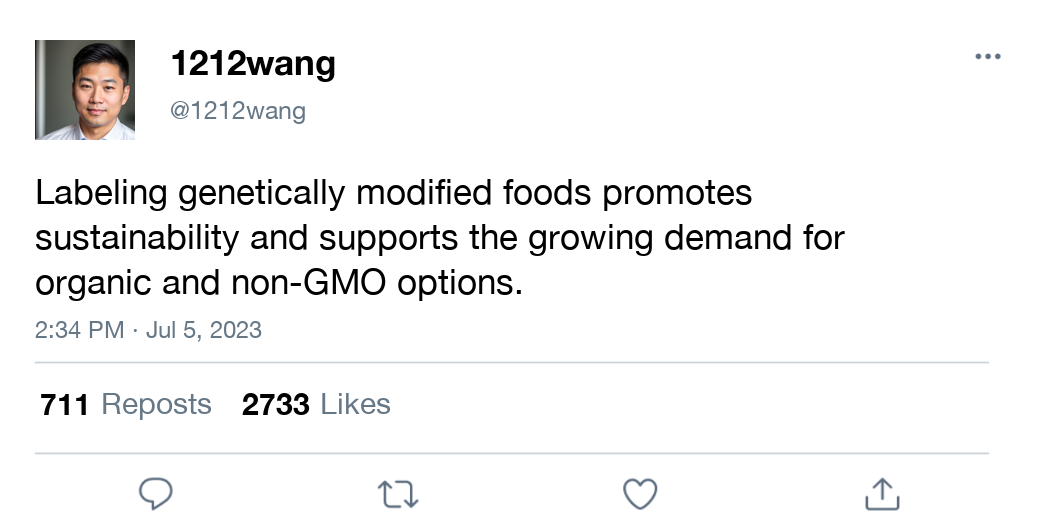 1212wang
@1212wang
Labeling genetically modified foods promotes
sustainability and supports the growing demand for
organic and non-GMO options.
2:34 PM · Jul 5, 2023
711 Reposts 2733 Likes